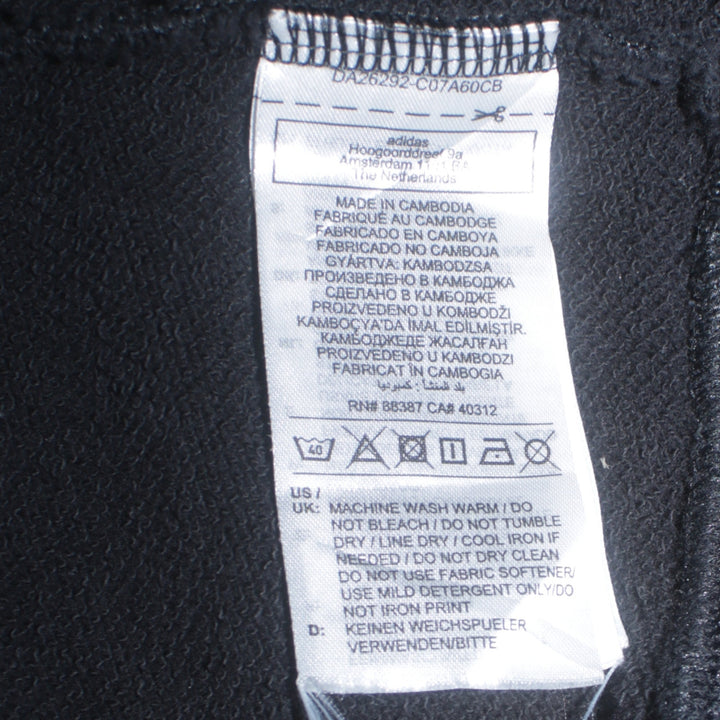 DA26292-C07A60CB
adidas
Hoogoorddreef 9a
Amsterdam
The Netherlands
MADE IN CAMBODIA
FABRIQUÉ AU CAMBODGE
FABRICADO EN CAMBOYA
FABRICADO NO CAMBOJA
GYÁRTVA: KAMBODZSA
ПРОИЗВЕДЕНО В КАМБОДЖА
СДЕЛАНО В КАМБОДЖЕ
PROIZVEDENO U KOMBODŽI
KAMBOÇYA'DA İMAL EDİLMİŞTİR.
КАМБОДЖЕДЕ ЖАСАЛҒАН
PROIZVEDENO U KAMBODZI
FABRICAT ÎN CAMBOGIA
بلد المنشأ: كمبوديا
RN# 88387 CA# 40312
40
US /
UK: MACHINE WASH WARM / DO
NOT BLEACH / DO NOT TUMBLE
DRY / LINE DRY / COOL IRON IF
NEEDED / DO NOT DRY CLEAN
DO NOT USE FABRIC SOFTENER/
USE MILD DETERGENT ONLY/DO
NOT IRON PRINT
D: KEINEN WEICHSPUELER
VERWENDEN/BITTE